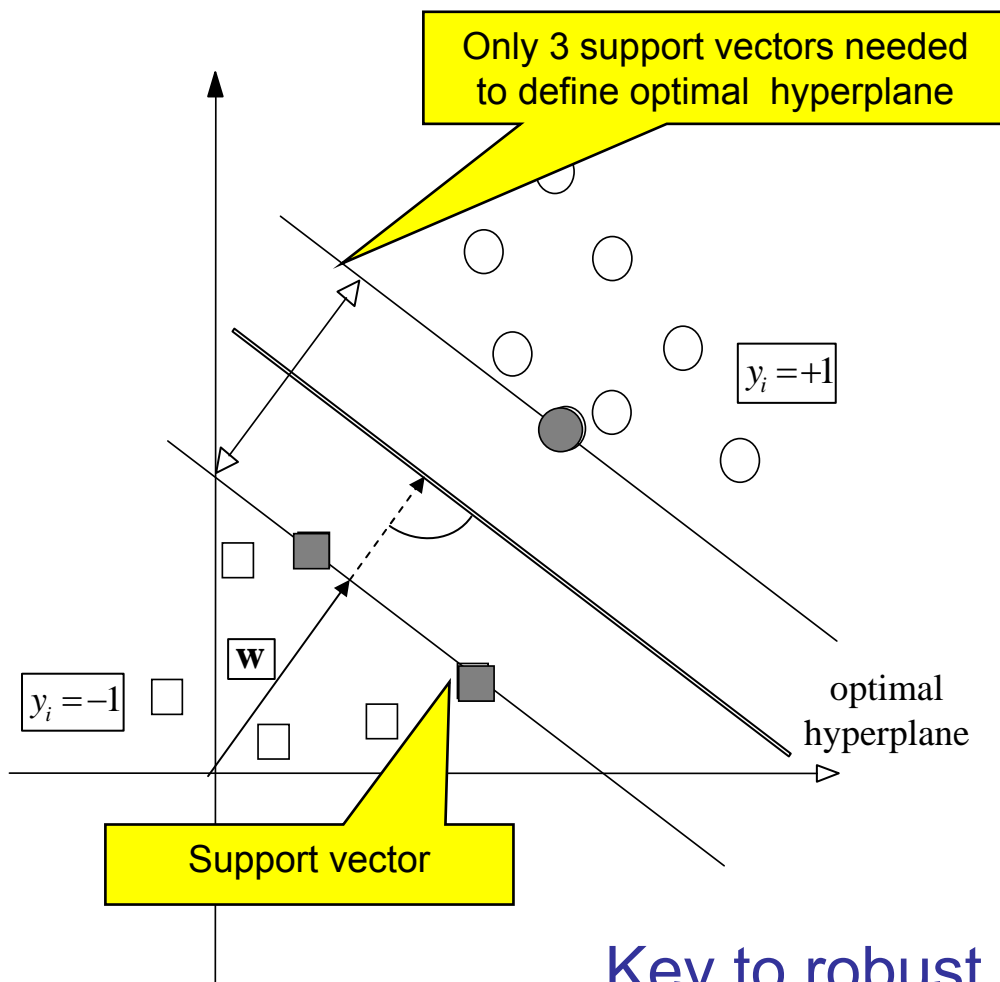 Only 3 support vectors needed
to define optimal hyperplane
y_i = +1
w
y_i = −1
optimal
hyperplane
Support vector
Key to robust